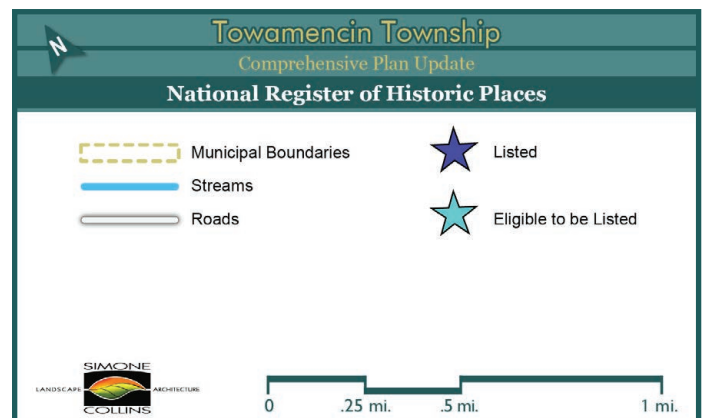 N
Towamencin Township
Comprehensive Plan Update
National Register of Historic Places
Municipal Boundaries
Listed
Streams
Roads
Eligible to be Listed
SIMONE
LANDSCAPE ARCHITECTURE
COLLINS
0 .25 mi. .5 mi. 1 mi.